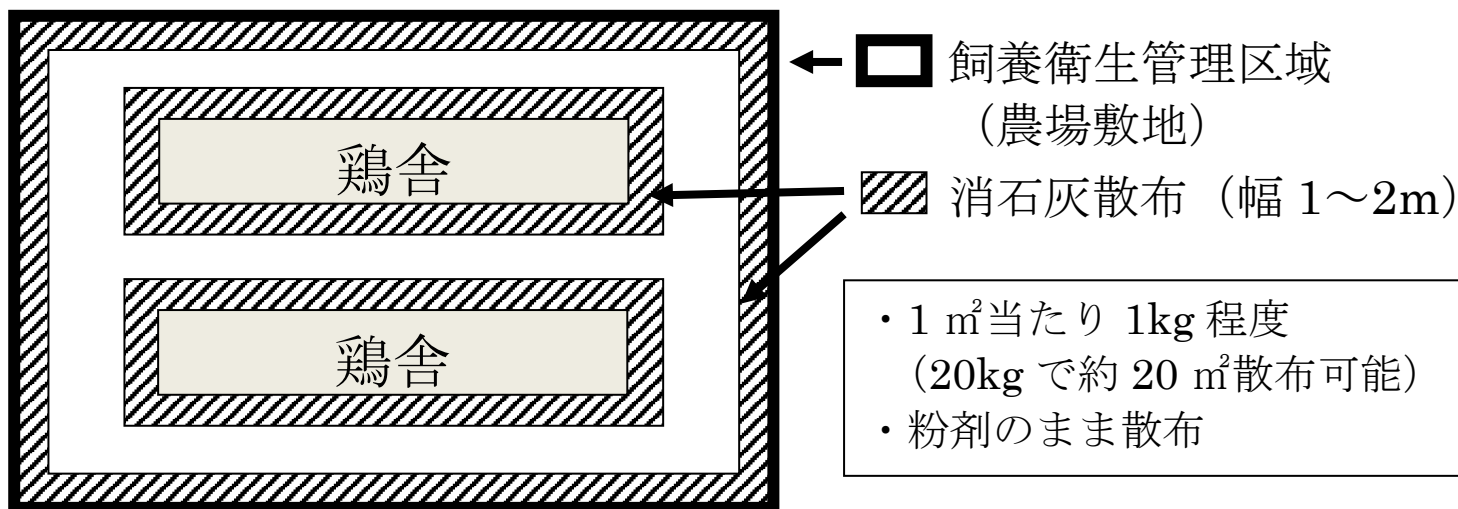 鶏舎
鶏舎
飼養衛生管理区域
（農場敷地）
消石灰散布（幅 1～2m）
・1 ㎡当たり 1kg 程度
（20kg で約 20 ㎡散布可能）
・粉剤のまま散布